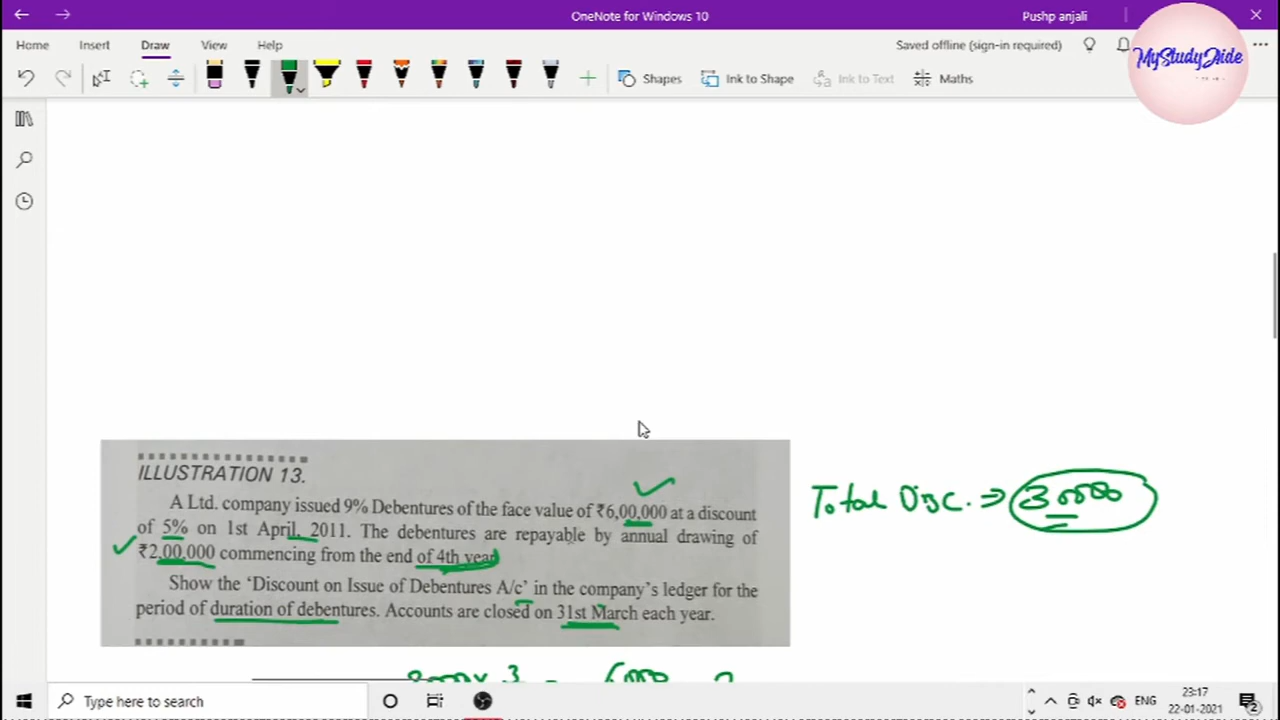 OneNote for Windows 10
Pushp anjali
Home Insert Draw View Help
Saved offline (sign-in required)
MyStudyAide
Shapes Ink to Shape Ink to Text Maths
ILLUSTRATION 13.
A Ltd. company issued 9% Debentures of the face value of ₹6,00,000 at a discount
of 5% on 1st April, 2011. The debentures are repayable by annual drawing of
₹2,00,000 commencing from the end of 4th year
Show the ‘Discount on Issue of Debentures A/c’ in the company’s ledger for the
period of duration of debentures. Accounts are closed on 31st March each year.
Total Disc. ⇒ 30000
Type here to search
ENG
23:17
22-01-2021
2